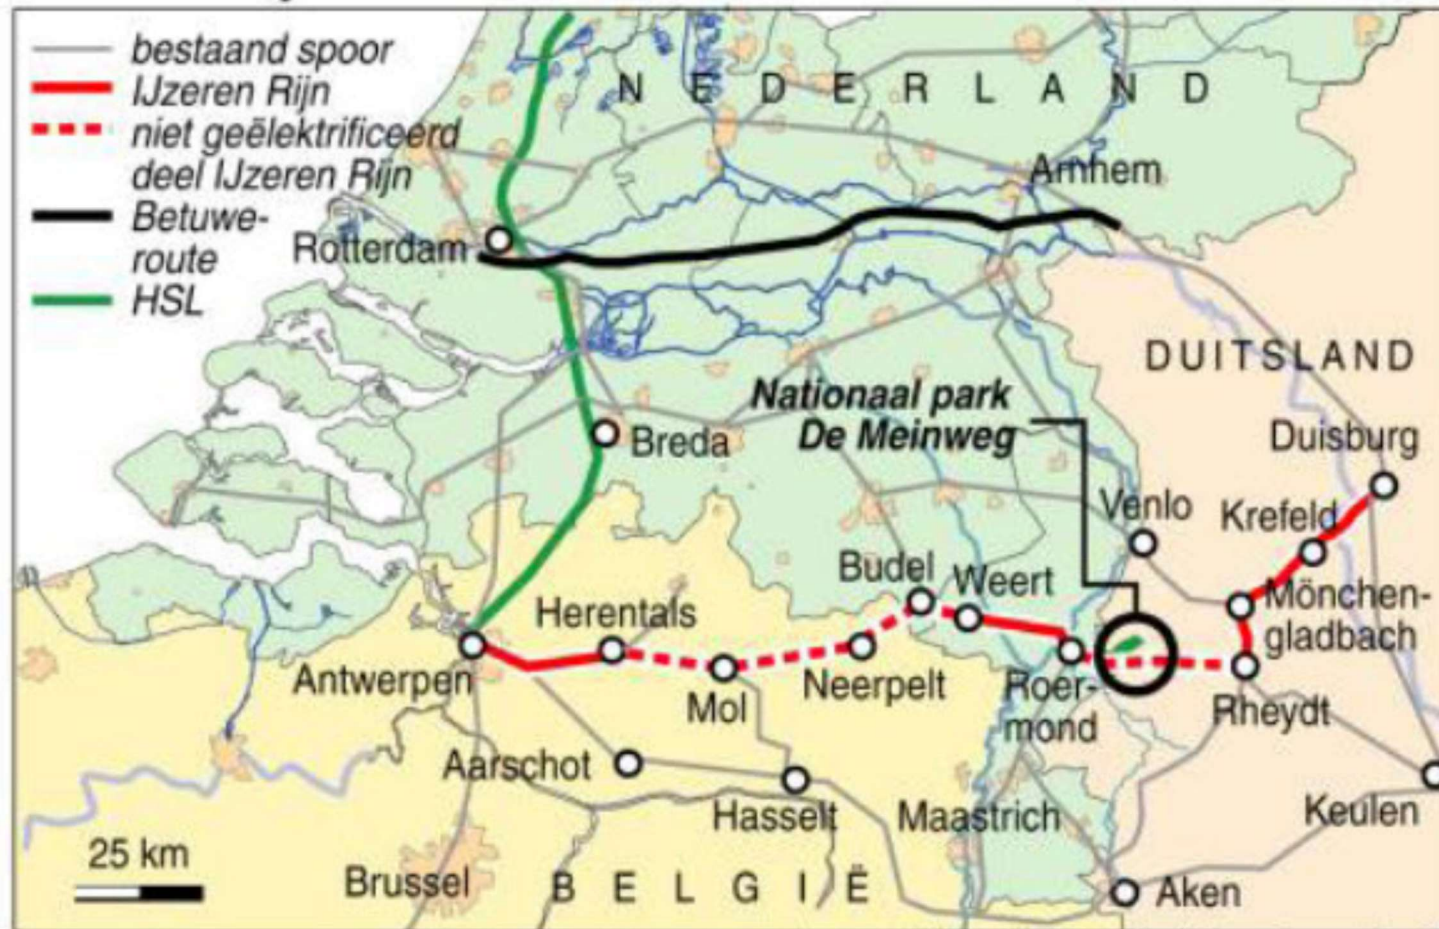 bestaand spoor
IJzeren Rijn
niet geëlektrificeerd
deel IJzeren Rijn
Betuwe-
route
HSL
NEDERLAND
Arnhem
Rotterdam
DUITSLAND
Nationaal park
De Meinweg
Breda
Duisburg
Venlo
Krefeld
Budel
Weert
Herentals
Mönchen-
gladbach
Antwerpen
Mol
Neerpelt
Roer-
mond
Rheydt
Aarschot
Hasselt
Maastrich
Keulen
25 km
Brussel
BELGIË
Aken